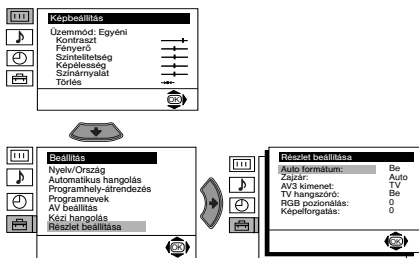 Képbeállítás
Üzemmód: Egyéni
Kontraszt
Fényerő
Színtelítetség
Képélesség
Színárnyalat
Törlés
OK
Beállítás
Nyelv/Ország
Automatikus hangolás
Programhely-átrendezés
Programnevek
AV beállítás
Kézi hangolás
Részlet beállítása
OK
Részlet beállítása
Auto formátum: Be
Zajzár: Auto
AV3 kimenet: TV
TV hangszóró: Be
RGB pozionálás: 0
Képelforgatás: 0
OK